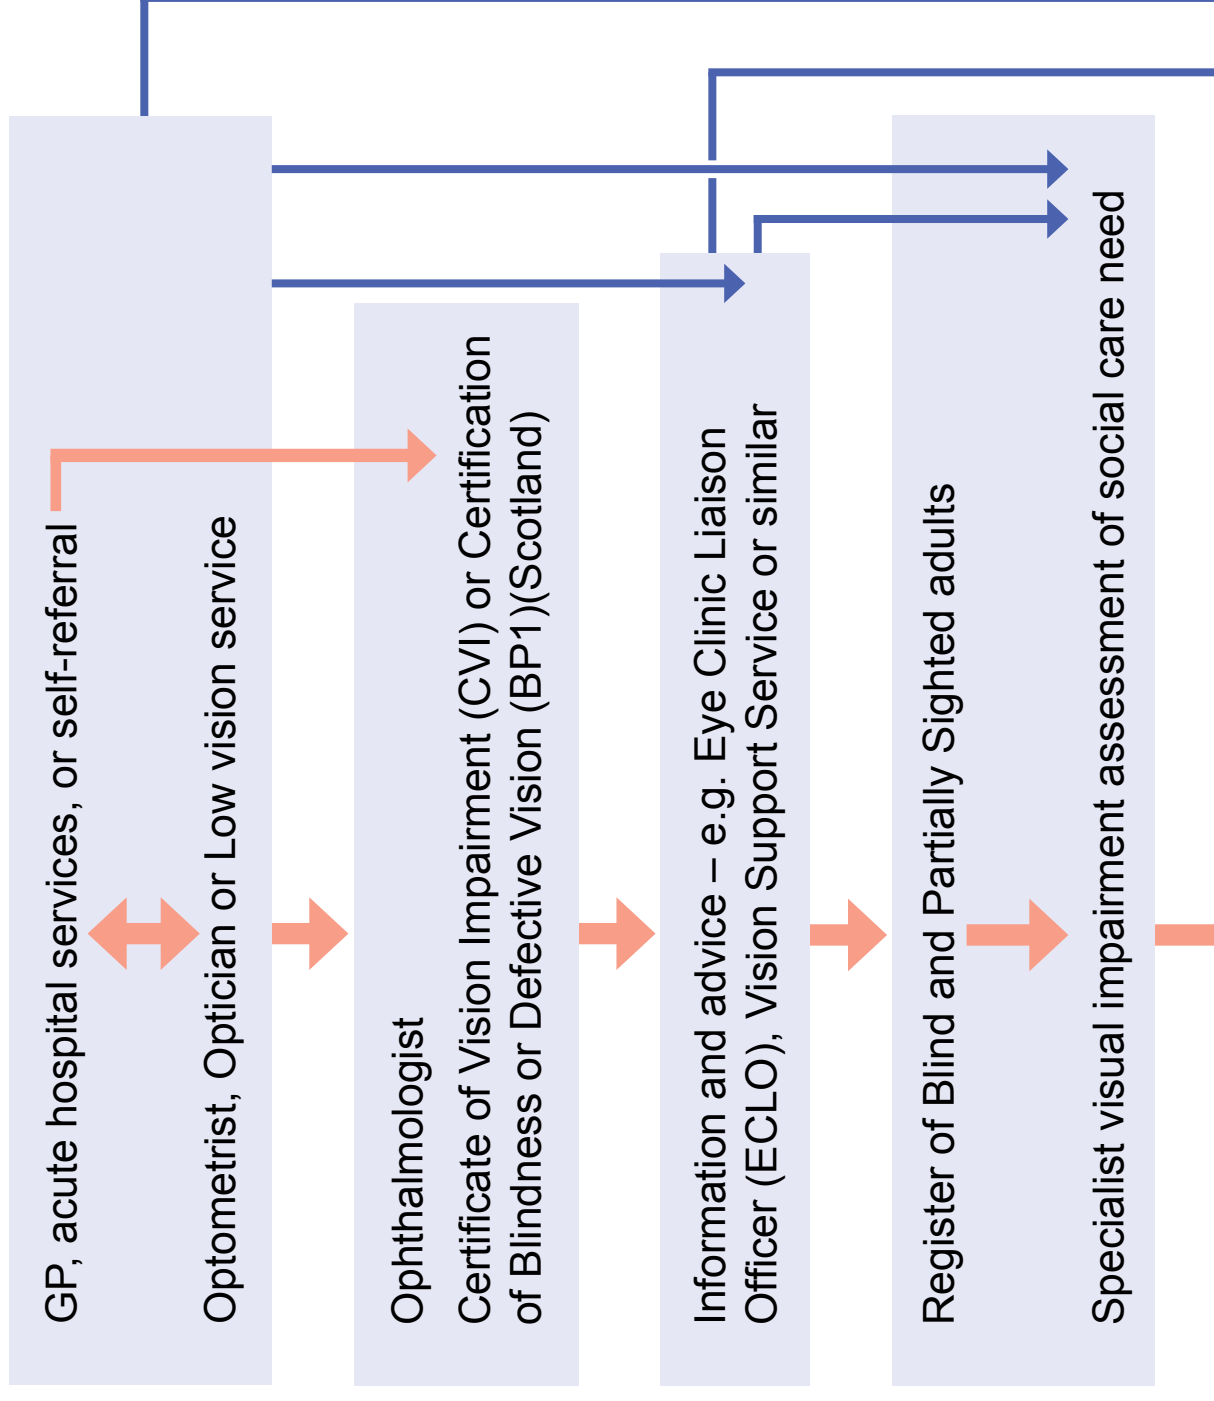 GP, acute hospital services, or self-referral
Optometrist, Optician or Low vision service
Ophthalmologist
Certificate of Vision Impairment (CVI) or Certification
of Blindness or Defective Vision (BP1)(Scotland)
Information and advice – e.g. Eye Clinic Liaison
Officer (ECLO), Vision Support Service or similar
Register of Blind and Partially Sighted adults
Specialist visual impairment assessment of social care need